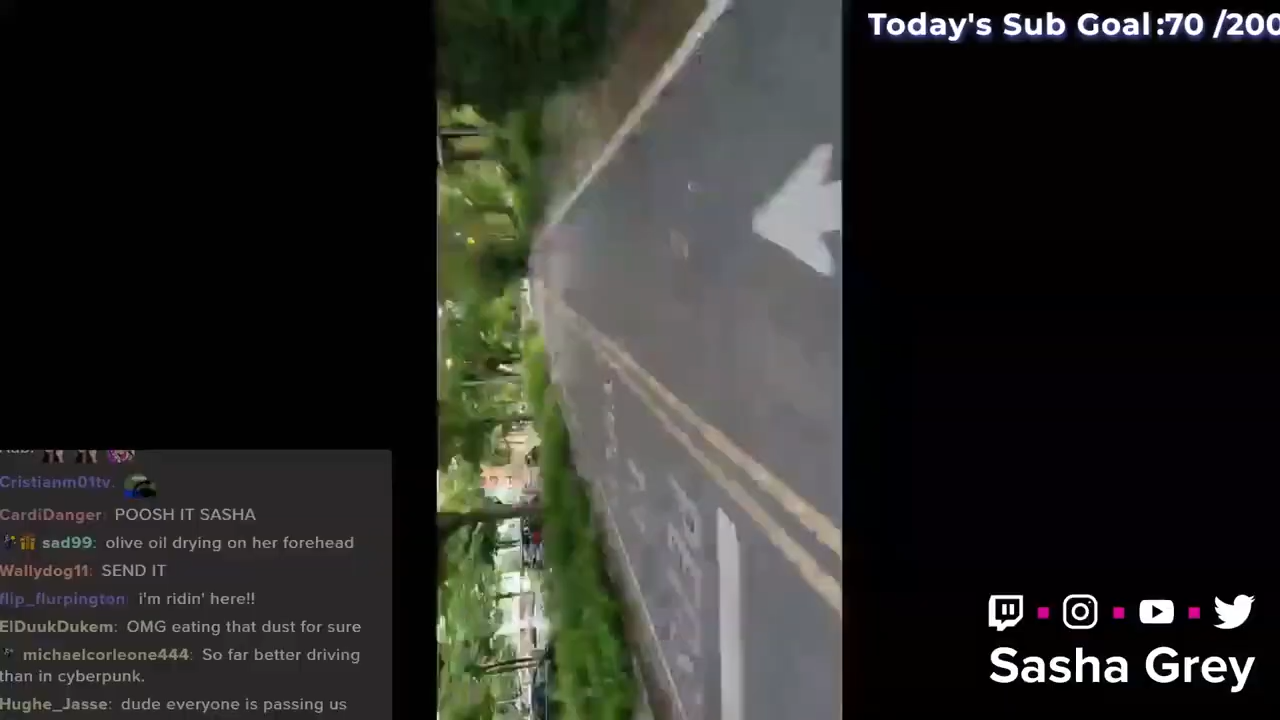 Today's Sub Goal:70 /200
Cristianm01tv:
CardiDanger: POOSH IT SASHA
sad99: olive oil drying on her forehead
Wallydog11: SEND IT
flip_flurpington: i'm ridin' here!!
ElDuukDukem: OMG eating that dust for sure
michaelcorleone444: So far better driving
than in cyberpunk.
Hughe_Jasse: dude everyone is passing us
Sasha Grey